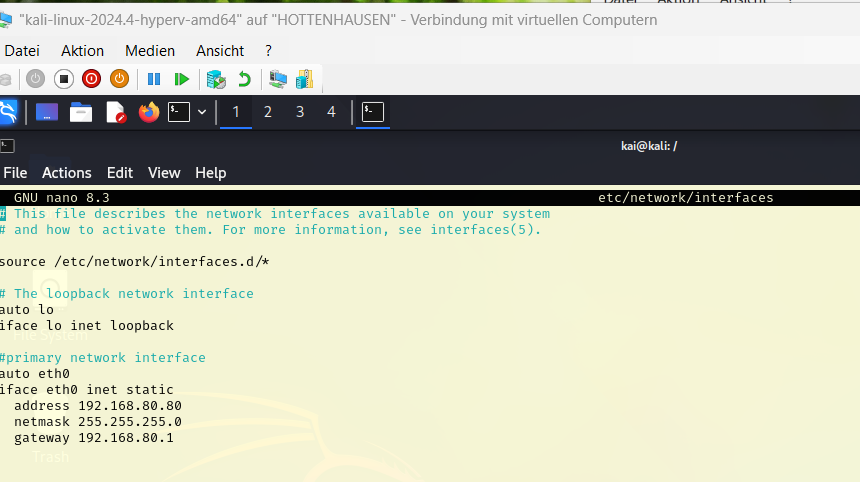 "kali-linux-2024.4-hyperv-amd64" auf "HOTTENHAUSEN" - Verbindung mit virtuellen Computern
Datei Aktion Medien Ansicht ?
1 2 3 4
kai@kali: /
File Actions Edit View Help
GNU nano 8.3 etc/network/interfaces
# This file describes the network interfaces available on your system
# and how to activate them. For more information, see interfaces(5).
source /etc/network/interfaces.d/*
# The loopback network interface
auto lo
iface lo inet loopback
File System
#primary network interface
auto eth0
iface eth0 inet static
address 192.168.80.80
netmask 255.255.255.0
gateway 192.168.80.1
Trash